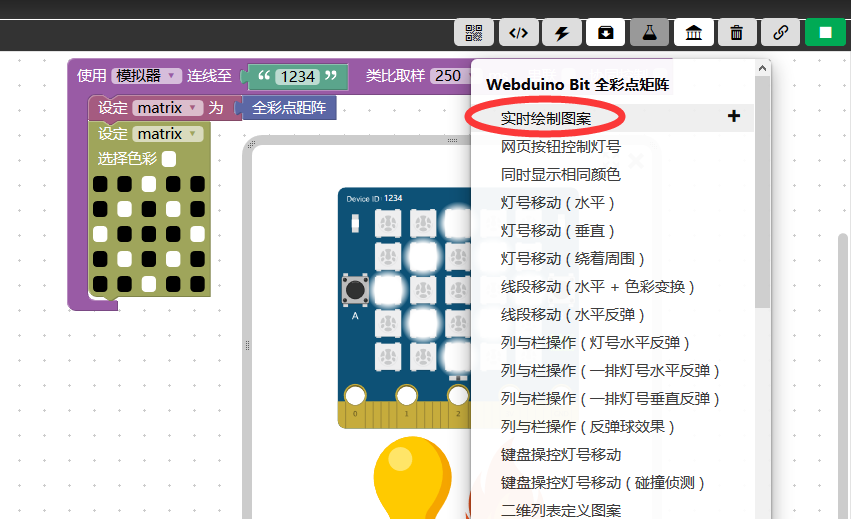 使用 模拟器 连线至 “ 1234 ” 类比取样 250
设定 matrix 为 全彩点距阵
设定 matrix
选择色彩
Device ID: 1234
A
0 1 2
Webduino Bit 全彩点矩阵
实时绘制图案 +
网页按钮控制灯号
同时显示相同颜色
灯号移动 ( 水平 )
灯号移动 ( 垂直 )
灯号移动 ( 绕着周围 )
线段移动 ( 水平 + 色彩变换 )
线段移动 ( 水平反弹 )
列与栏操作 ( 灯号水平反弹 )
列与栏操作 ( 一排灯号水平反弹 )
列与栏操作 ( 一排灯号垂直反弹 )
列与栏操作 ( 反弹球效果 )
键盘操控灯号移动
键盘操控灯号移动 ( 碰撞侦测 )
二维列表定义图案